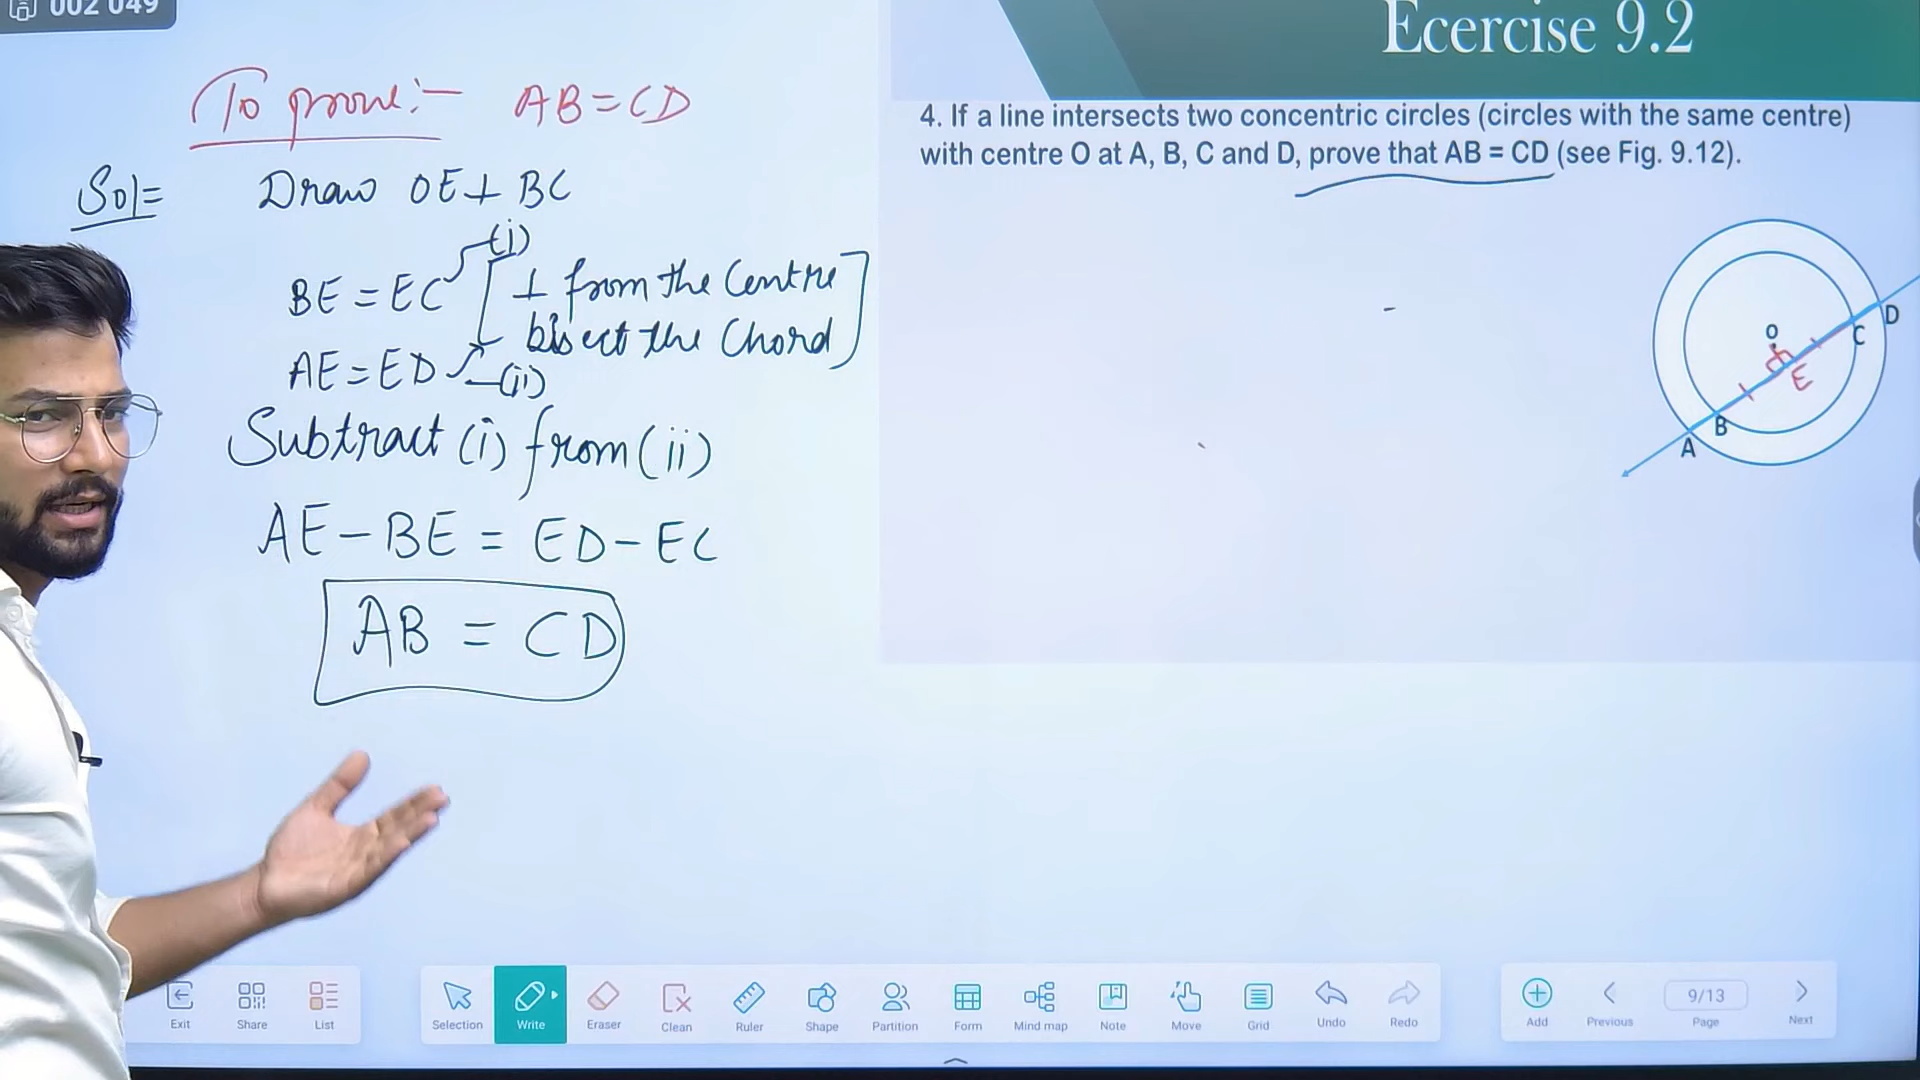 002 049
To prove:- AB=CD
Sol=
Draw OE⊥BC
(i)
BE=EC
[⊥ from the Centre
bisect the Chord]
AE=ED
-(ii)
Subtract (i) from (ii)
AE-BE = ED-EC
AB = CD
Ecercise 9.2
4. If a line intersects two concentric circles (circles with the same centre)
with centre O at A, B, C and D, prove that AB = CD (see Fig. 9.12).
O
D
C
E
B
A
Exit
Share
List
Selection
Write
Eraser
Clean
Ruler
Shape
Partition
Form
Mind map
Note
Move
Grid
Undo
Redo
Add
Previous
9/13
Page
Next